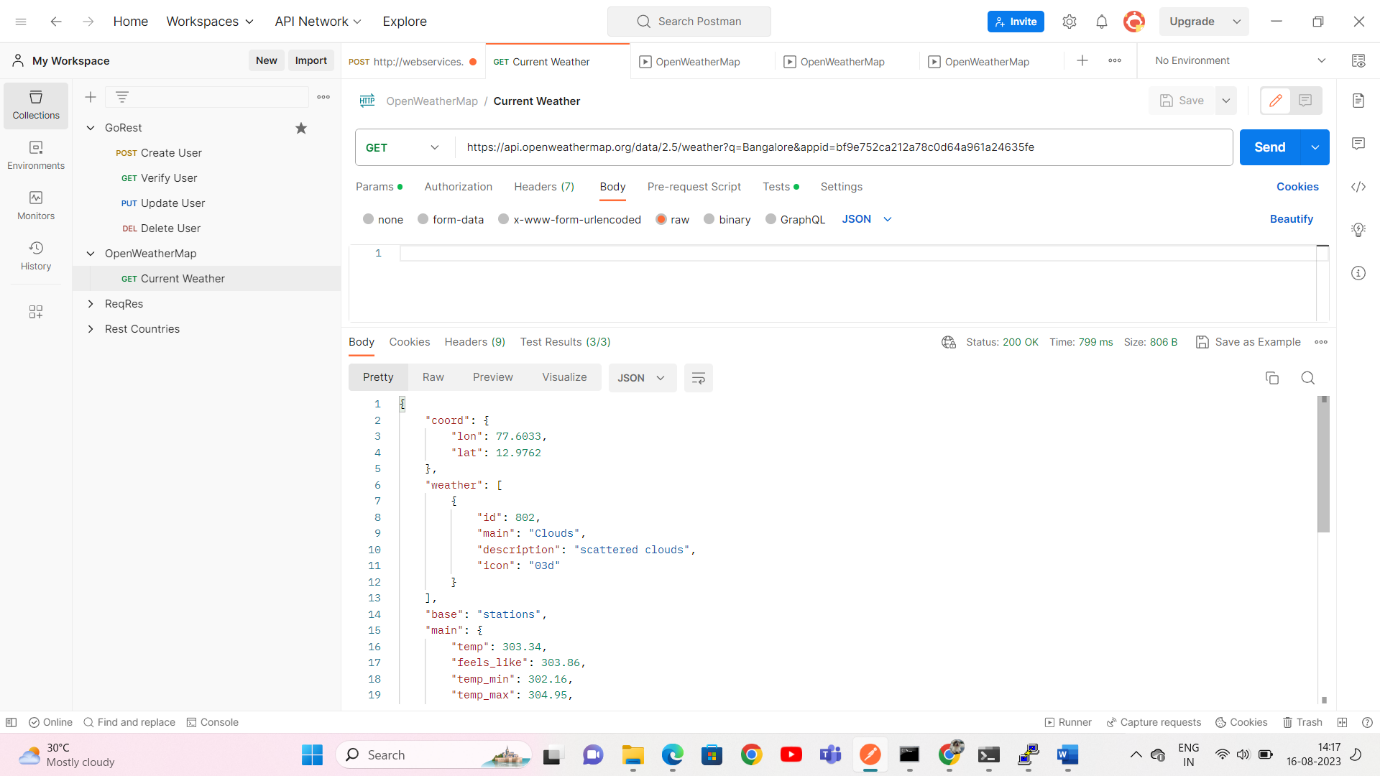 Home Workspaces API Network Explore Search Postman Invite Upgrade
My Workspace New Import POST http://webservices. GET Current Weather OpenWeatherMap OpenWeatherMap OpenWeatherMap No Environment
Collections
Environments
Monitors
History
GoRest
POST Create User
GET Verify User
PUT Update User
DEL Delete User
OpenWeatherMap
GET Current Weather
ReqRes
Rest Countries
HTTP OpenWeatherMap / Current Weather Save
GET https://api.openweathermap.org/data/2.5/weather?q=Bangalore&appid=bf9e752ca212a78c0d64a961a24635fe Send
Params Authorization Headers (7) Body Pre-request Script Tests Settings Cookies
none form-data x-www-form-urlencoded raw binary GraphQL JSON Beautify
1
Body Cookies Headers (9) Test Results (3/3) Status: 200 OK Time: 799 ms Size: 806 B Save as Example
Pretty Raw Preview Visualize JSON
1 {
2 "coord": {
3 "lon": 77.6033,
4 "lat": 12.9762
5 },
6 "weather": [
7 {
8 "id": 802,
9 "main": "Clouds",
10 "description": "scattered clouds",
11 "icon": "03d"
12 }
13 ],
14 "base": "stations",
15 "main": {
16 "temp": 303.34,
17 "feels_like": 303.86,
18 "temp_min": 302.16,
19 "temp_max": 304.95,
Online Find and replace Console Runner Capture requests Cookies Trash
30°C
Mostly cloudy
Search
ENG
IN
14:17
16-08-2023